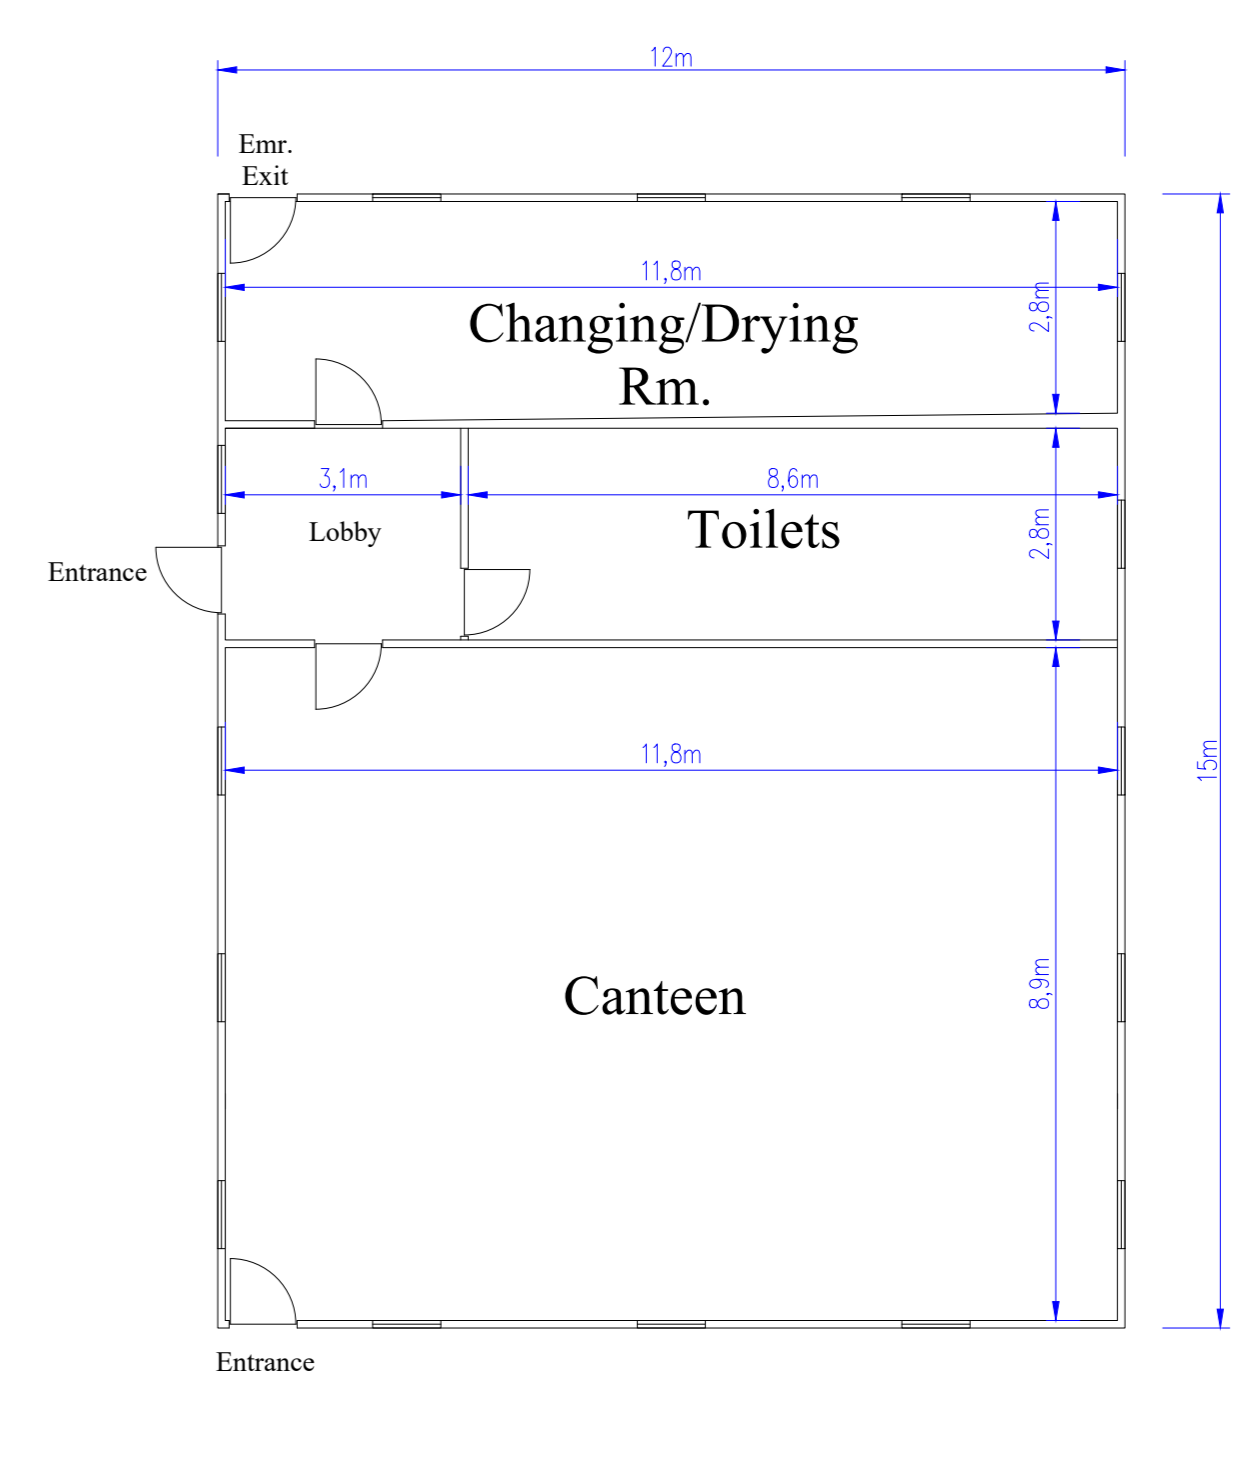 12m
Emr.
Exit
11,8m
2,8m
Changing/Drying
Rm.
3,1m
8,6m
Lobby
Toilets
2,8m
Entrance
11,8m
15m
Canteen
8,9m
Entrance